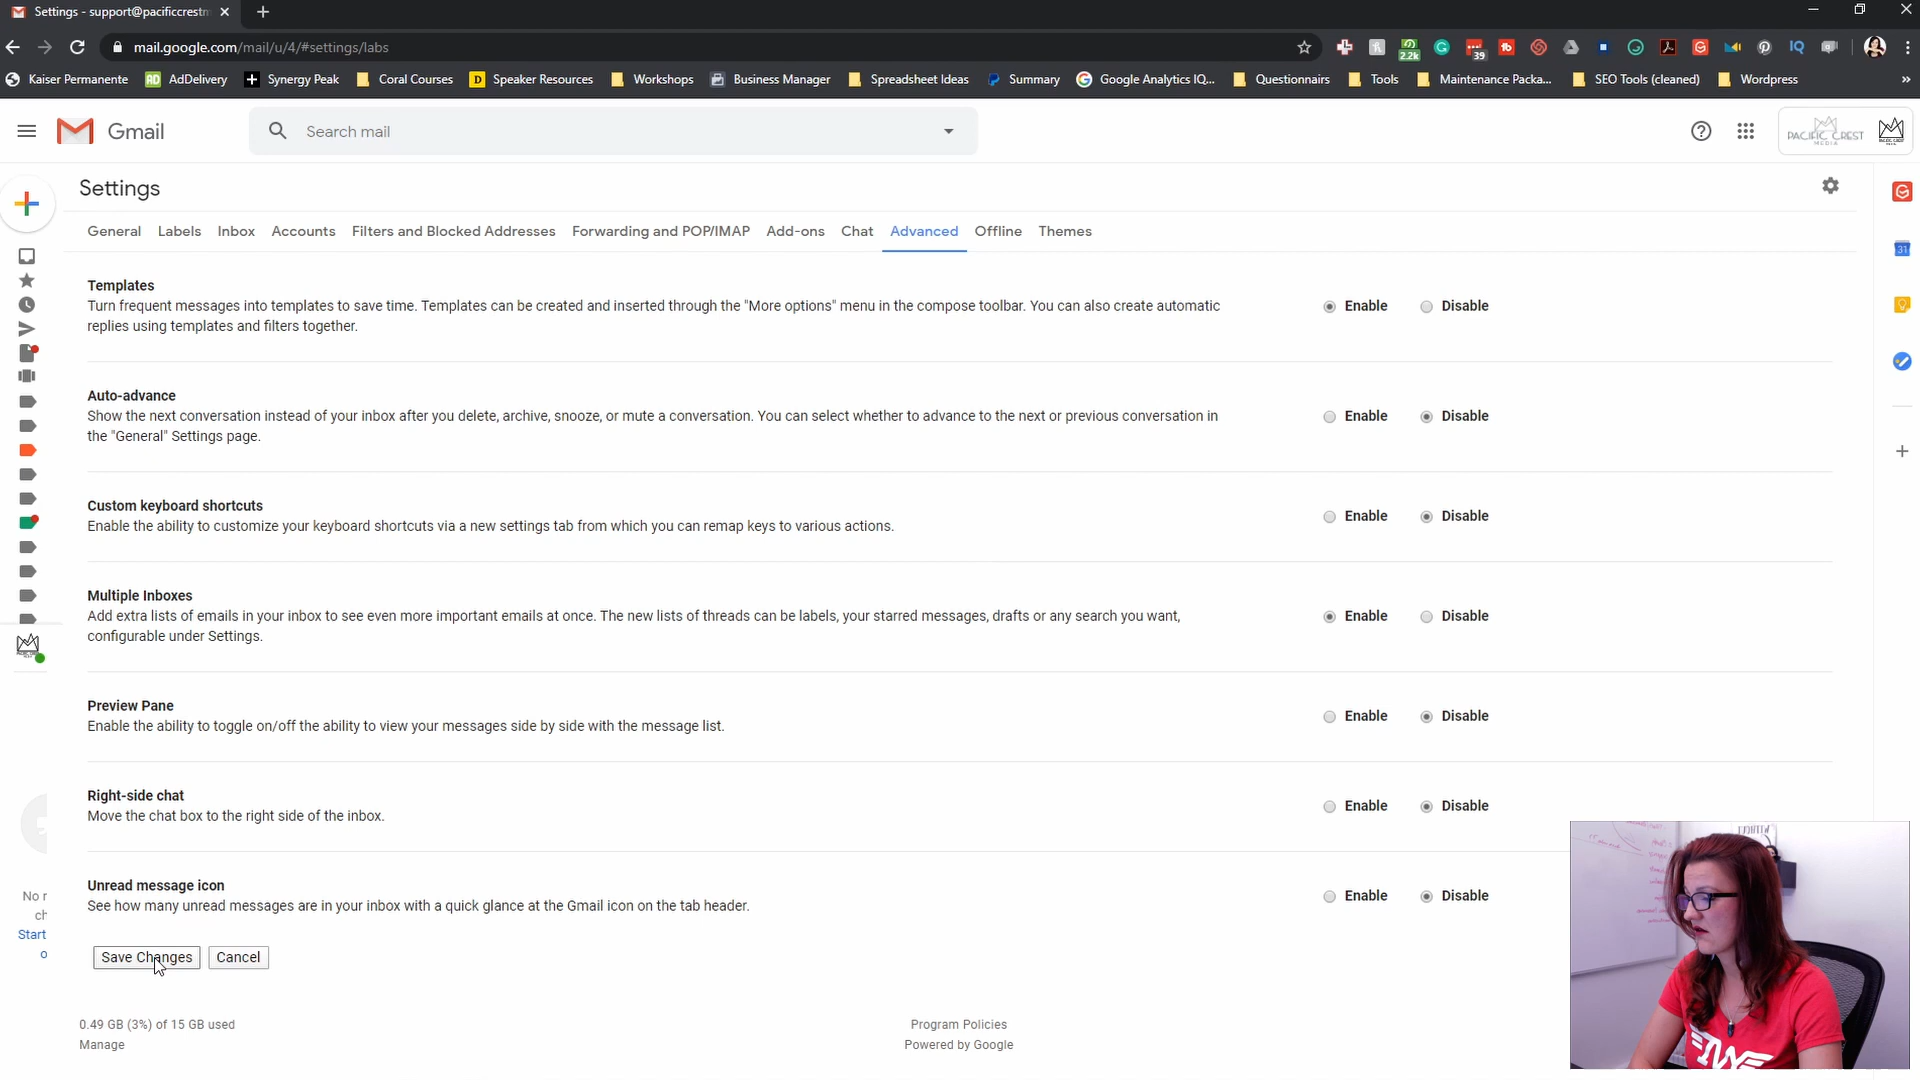 Settings - support@pacificcrestm
mail.google.com/mail/u/4/#settings/labs
2.2k
39
Kaiser Permanente
AdDelivery
Synergy Peak
Coral Courses
Speaker Resources
Workshops
Business Manager
Spreadsheet Ideas
Summary
Google Analytics IQ...
Questionnairs
Tools
Maintenance Packa...
SEO Tools (cleaned)
Wordpress
Gmail
Search mail
PACIFIC CREST
MEDIA
Settings
General
Labels
Inbox
Accounts
Filters and Blocked Addresses
Forwarding and POP/IMAP
Add-ons
Chat
Advanced
Offline
Themes
Templates
Turn frequent messages into templates to save time. Templates can be created and inserted through the "More options" menu in the compose toolbar. You can also create automatic
replies using templates and filters together.
Enable
Disable
Auto-advance
Show the next conversation instead of your inbox after you delete, archive, snooze, or mute a conversation. You can select whether to advance to the next or previous conversation in
the "General" Settings page.
Enable
Disable
Custom keyboard shortcuts
Enable the ability to customize your keyboard shortcuts via a new settings tab from which you can remap keys to various actions.
Enable
Disable
Multiple Inboxes
Add extra lists of emails in your inbox to see even more important emails at once. The new lists of threads can be labels, your starred messages, drafts or any search you want,
configurable under Settings.
Enable
Disable
Preview Pane
Enable the ability to toggle on/off the ability to view your messages side by side with the message list.
Enable
Disable
Right-side chat
Move the chat box to the right side of the inbox.
Enable
Disable
Unread message icon
See how many unread messages are in your inbox with a quick glance at the Gmail icon on the tab header.
Enable
Disable
No r
ch
Start
o
Save Changes
Cancel
0.49 GB (3%) of 15 GB used
Manage
Program Policies
Powered by Google